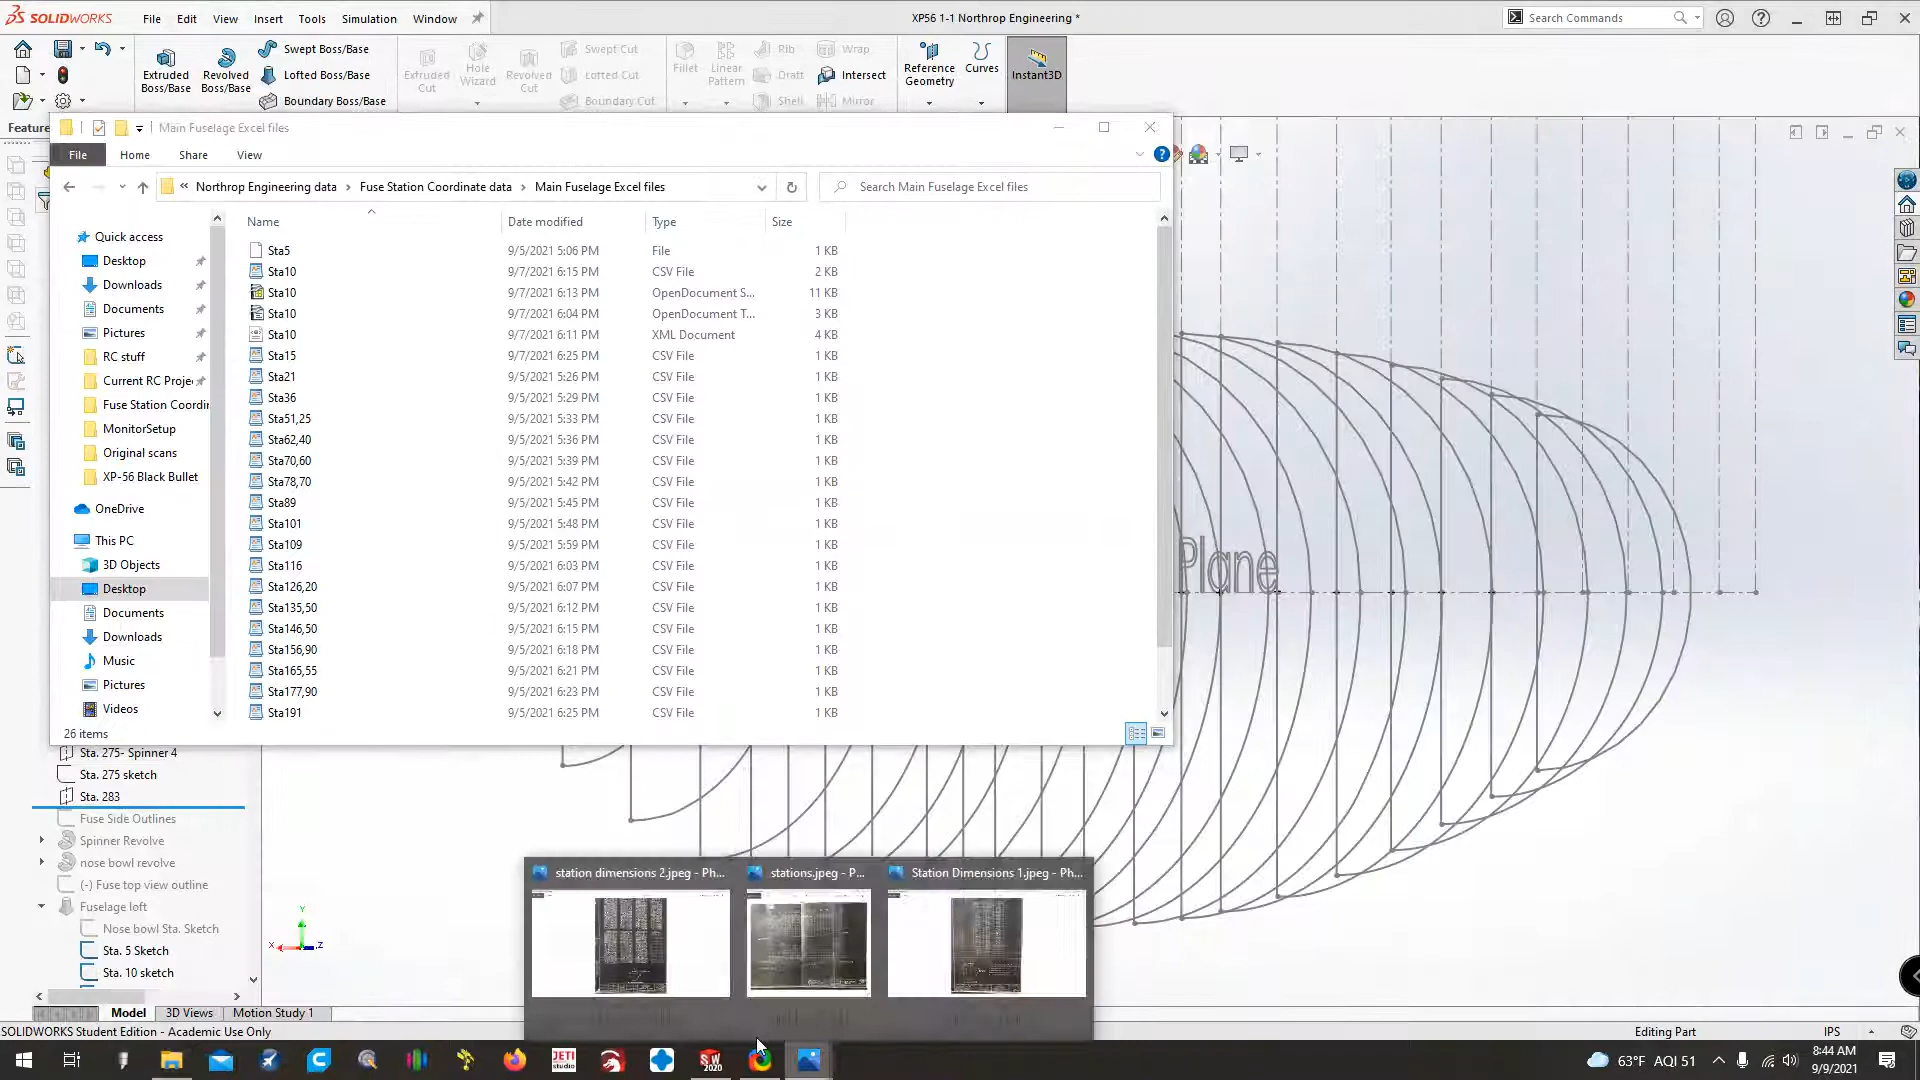 SOLIDWORKS File Edit View Insert Tools Simulation Window XP56 1-1 Northrop Engineering * Search Commands
Extruded Boss/Base
Revolved Boss/Base
Swept Boss/Base
Lofted Boss/Base
Boundary Boss/Base
Extruded Cut
Hole Wizard
Revolved Cut
Swept Cut
Lofted Cut
Boundary Cut
Fillet
Linear Pattern
Rib
Draft
Shell
Wrap
Intersect
Mirror
Reference Geometry
Curves
Instant3D
Feature
Main Fuselage Excel files
File Home Share View
« Northrop Engineering data › Fuse Station Coordinate data › Main Fuselage Excel files
Search Main Fuselage Excel files
Quick access
Desktop
Downloads
Documents
Pictures
RC stuff
Current RC Proje
Fuse Station Coordin
MonitorSetup
Original scans
XP-56 Black Bullet
OneDrive
This PC
3D Objects
Desktop
Documents
Downloads
Music
Pictures
Videos
Name Date modified Type Size
Sta5 9/5/2021 5:06 PM File 1 KB
Sta10 9/7/2021 6:15 PM CSV File 2 KB
Sta10 9/7/2021 6:13 PM OpenDocument S... 11 KB
Sta10 9/7/2021 6:04 PM OpenDocument T... 3 KB
Sta10 9/7/2021 6:11 PM XML Document 4 KB
Sta15 9/7/2021 6:25 PM CSV File 1 KB
Sta21 9/5/2021 5:26 PM CSV File 1 KB
Sta36 9/5/2021 5:29 PM CSV File 1 KB
Sta51,25 9/5/2021 5:33 PM CSV File 1 KB
Sta62,40 9/5/2021 5:36 PM CSV File 1 KB
Sta70,60 9/5/2021 5:39 PM CSV File 1 KB
Sta78,70 9/5/2021 5:42 PM CSV File 1 KB
Sta89 9/5/2021 5:45 PM CSV File 1 KB
Sta101 9/5/2021 5:48 PM CSV File 1 KB
Sta109 9/5/2021 5:59 PM CSV File 1 KB
Sta116 9/5/2021 6:03 PM CSV File 1 KB
Sta126,20 9/5/2021 6:07 PM CSV File 1 KB
Sta135,50 9/5/2021 6:12 PM CSV File 1 KB
Sta146,50 9/5/2021 6:15 PM CSV File 1 KB
Sta156,90 9/5/2021 6:18 PM CSV File 1 KB
Sta165,55 9/5/2021 6:21 PM CSV File 1 KB
Sta177,90 9/5/2021 6:23 PM CSV File 1 KB
Sta191 9/5/2021 6:25 PM CSV File 1 KB
26 items
Plane
Sta. 275- Spinner 4
Sta. 275 sketch
Sta. 283
Fuse Side Outlines
Spinner Revolve
nose bowl revolve
(-) Fuse top view outline
Fuselage loft
Nose bowl Sta. Sketch
Sta. 5 Sketch
Sta. 10 sketch
Y
X
Z
station dimensions 2.jpeg - Ph... stations.jpeg - P... Station Dimensions 1.jpeg - Ph...
Model 3D Views Motion Study 1
SOLIDWORKS Student Edition - Academic Use Only Editing Part IPS
JETI studio
SW 2020
63°F AQI 51
8:44 AM
9/9/2021